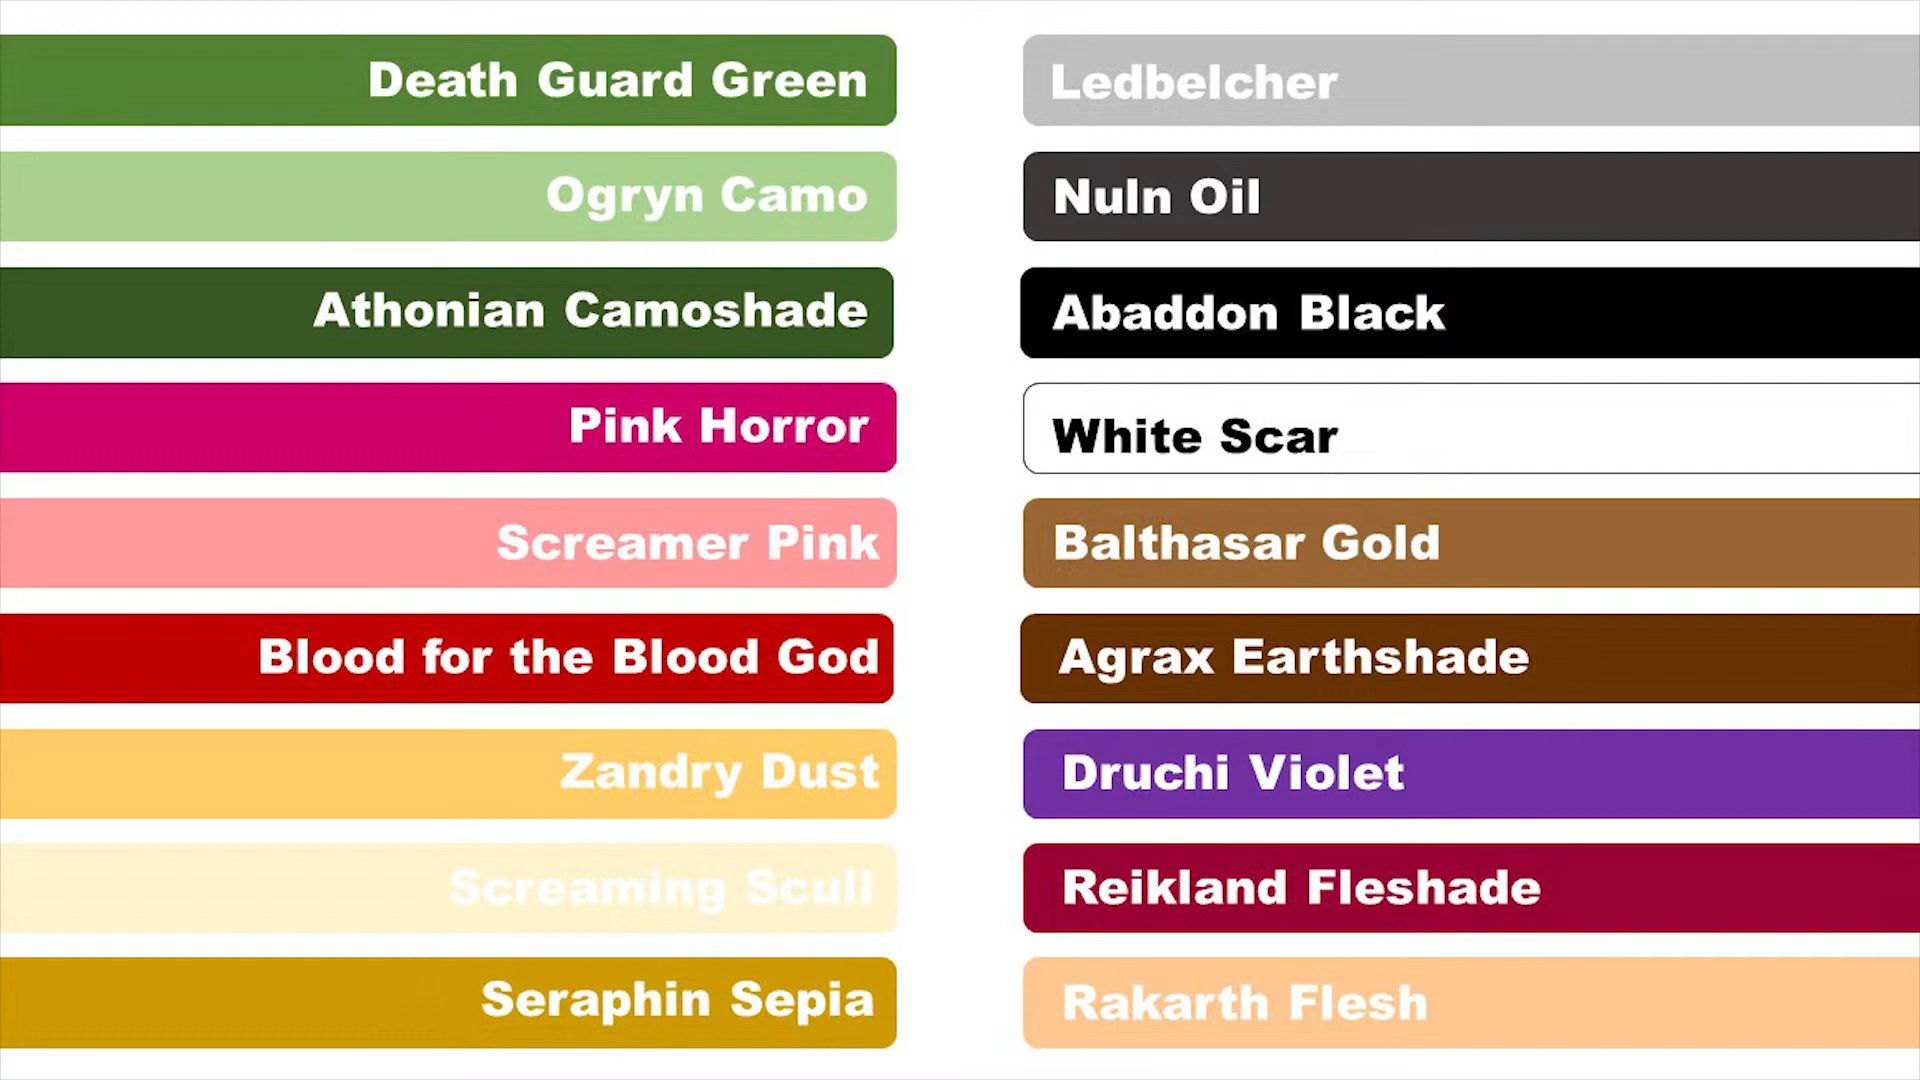 Death Guard Green
Ogryn Camo
Athonian Camoshade
Pink Horror
Screamer Pink
Blood for the Blood God
Zandry Dust
Screaming Scull
Seraphin Sepia
Ledbelcher
Nuln Oil
Abaddon Black
White Scar
Balthasar Gold
Agrax Earthshade
Druchi Violet
Reikland Fleshade
Rakarth Flesh